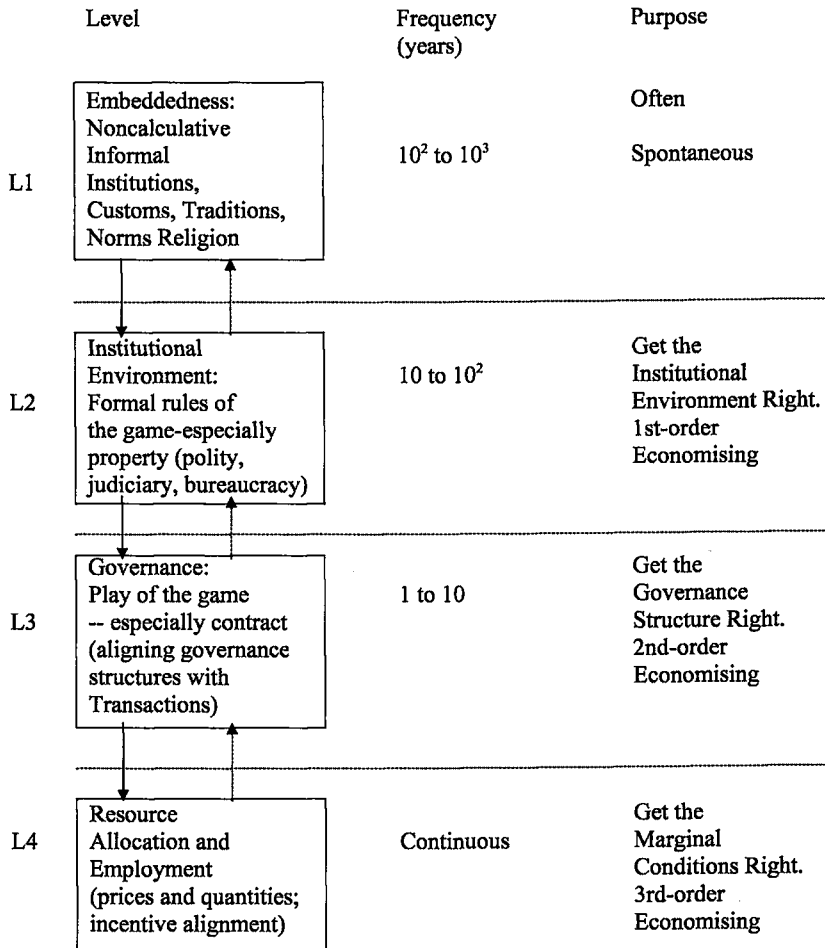 Level Frequency Purpose
(years)
L1
Embeddedness:
Noncalculative
Informal
Institutions,
Customs, Traditions,
Norms Religion
10² to 10³
Often
Spontaneous
L2
Institutional
Environment:
Formal rules of
the game-especially
property (polity,
judiciary, bureaucracy)
10 to 10²
Get the
Institutional
Environment Right.
1st-order
Economising
L3
Governance:
Play of the game
-- especially contract
(aligning governance
structures with
Transactions)
1 to 10
Get the
Governance
Structure Right.
2nd-order
Economising
L4
Resource
Allocation and
Employment
(prices and quantities;
incentive alignment)
Continuous
Get the
Marginal
Conditions Right.
3rd-order
Economising